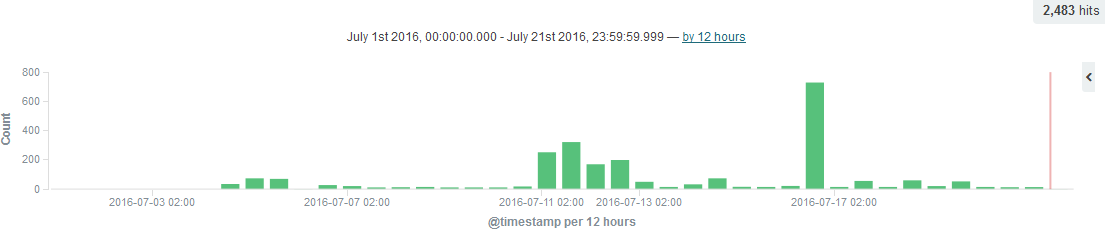 2,483 hits
July 1st 2016, 00:00:00.000 - July 21st 2016, 23:59:59.999 — by 12 hours
800
600
400
200
0
Count
2016-07-03 02:00 2016-07-07 02:00 2016-07-11 02:00 2016-07-13 02:00 2016-07-17 02:00
@timestamp per 12 hours